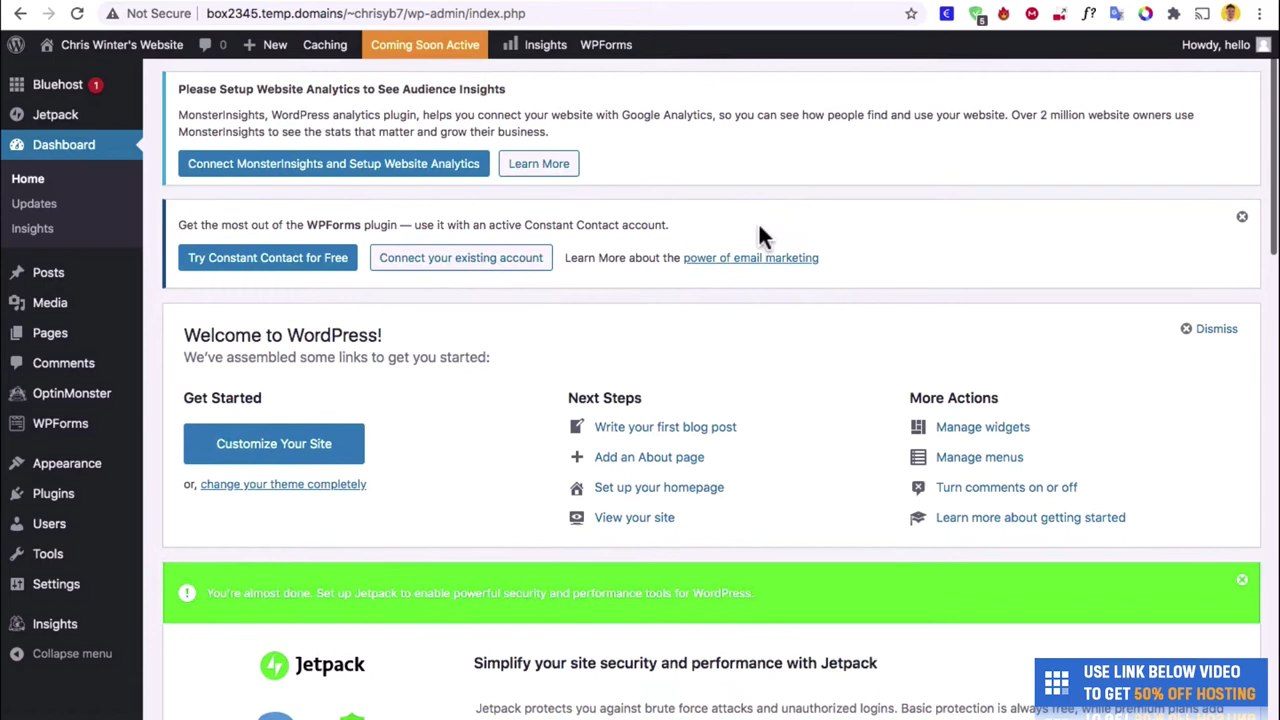 Not Secure box2345.temp.domains/~chrisyb7/wp-admin/index.php
5
Chris Winter's Website 0 New Caching Coming Soon Active Insights WPForms Howdy, hello
Bluehost 1
Jetpack
Dashboard
Home
Updates
Insights
Posts
Media
Pages
Comments
OptinMonster
WPForms
Appearance
Plugins
Users
Tools
Settings
Insights
Collapse menu
Please Setup Website Analytics to See Audience Insights
MonsterInsights, WordPress analytics plugin, helps you connect your website with Google Analytics, so you can see how people find and use your website. Over 2 million website owners use
MonsterInsights to see the stats that matter and grow their business.
Connect MonsterInsights and Setup Website Analytics Learn More
Get the most out of the WPForms plugin — use it with an active Constant Contact account.
Try Constant Contact for Free Connect your existing account Learn More about the power of email marketing
Welcome to WordPress! Dismiss
We've assembled some links to get you started:
Get Started
Customize Your Site
or, change your theme completely
Next Steps
Write your first blog post
Add an About page
Set up your homepage
View your site
More Actions
Manage widgets
Manage menus
Turn comments on or off
Learn more about getting started
You're almost done. Set up Jetpack to enable powerful security and performance tools for WordPress.
Jetpack
Simplify your site security and performance with Jetpack
Jetpack protects you against brute force attacks and unauthorized logins. Basic protection is always free, while premium plans add
USE LINK BELOW VIDEO
TO GET 50% OFF HOSTING